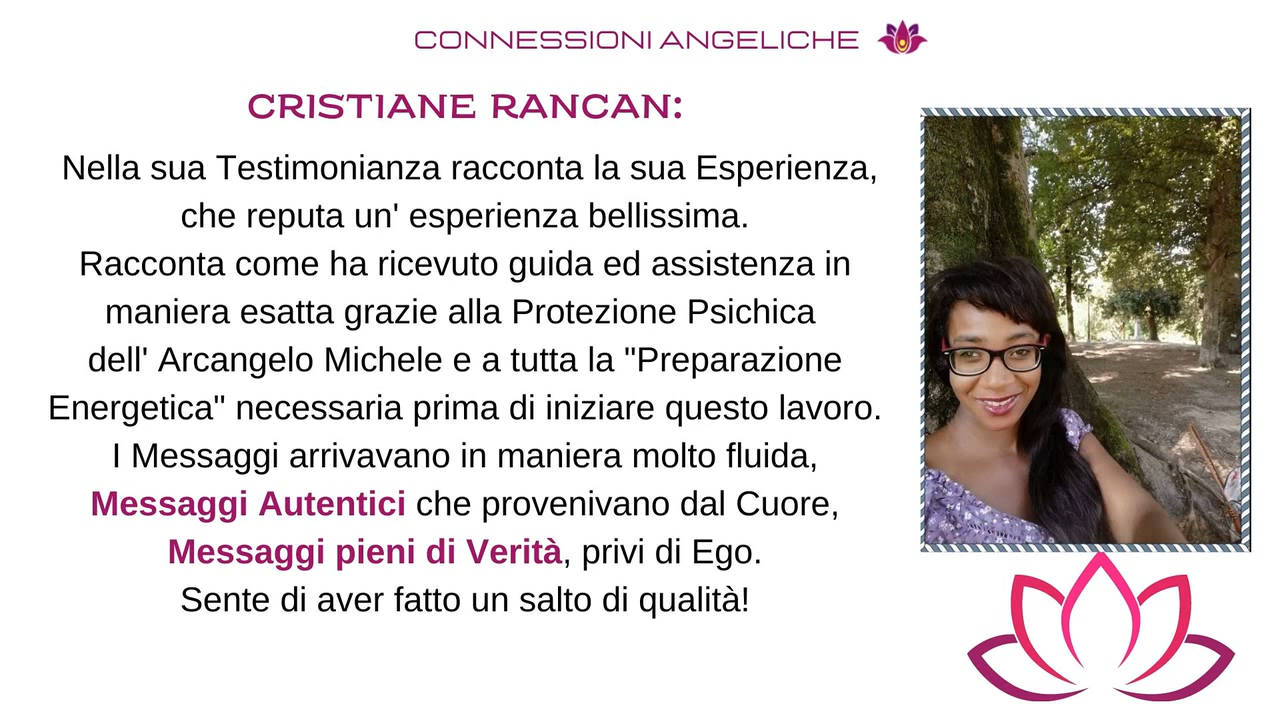 CONNESSIONI ANGELICHE
CRISTIANE RANCAN:
Nella sua Testimonianza racconta la sua Esperienza,
che reputa un' esperienza bellissima.
Racconta come ha ricevuto guida ed assistenza in
maniera esatta grazie alla Protezione Psichica
dell' Arcangelo Michele e a tutta la "Preparazione
Energetica" necessaria prima di iniziare questo lavoro.
I Messaggi arrivavano in maniera molto fluida,
Messaggi Autentici che provenivano dal Cuore,
Messaggi pieni di Verità, privi di Ego.
Sente di aver fatto un salto di qualità!